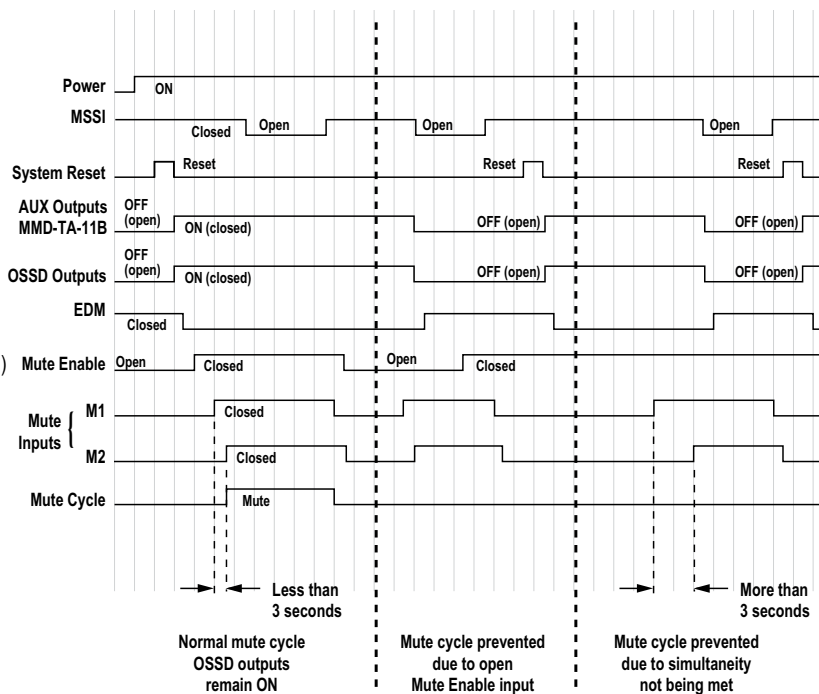 Power
ON
MSSI
Closed
Open
Open
Open
System Reset
Reset
Reset
Reset
AUX Outputs
MMD-TA-11B
OFF
(open)
ON (closed)
OFF (open)
OFF (open)
OSSD Outputs
OFF
(open)
ON (closed)
OFF (open)
OFF (open)
EDM
Closed
) Mute Enable
Open
Closed
Open
Closed
Mute
Inputs
{
M1
Closed
M2
Closed
Mute Cycle
Mute
Less than
3 seconds
More than
3 seconds
Normal mute cycle
OSSD outputs
remain ON
Mute cycle prevented
due to open
Mute Enable input
Mute cycle prevented
due to simultaneity
not being met